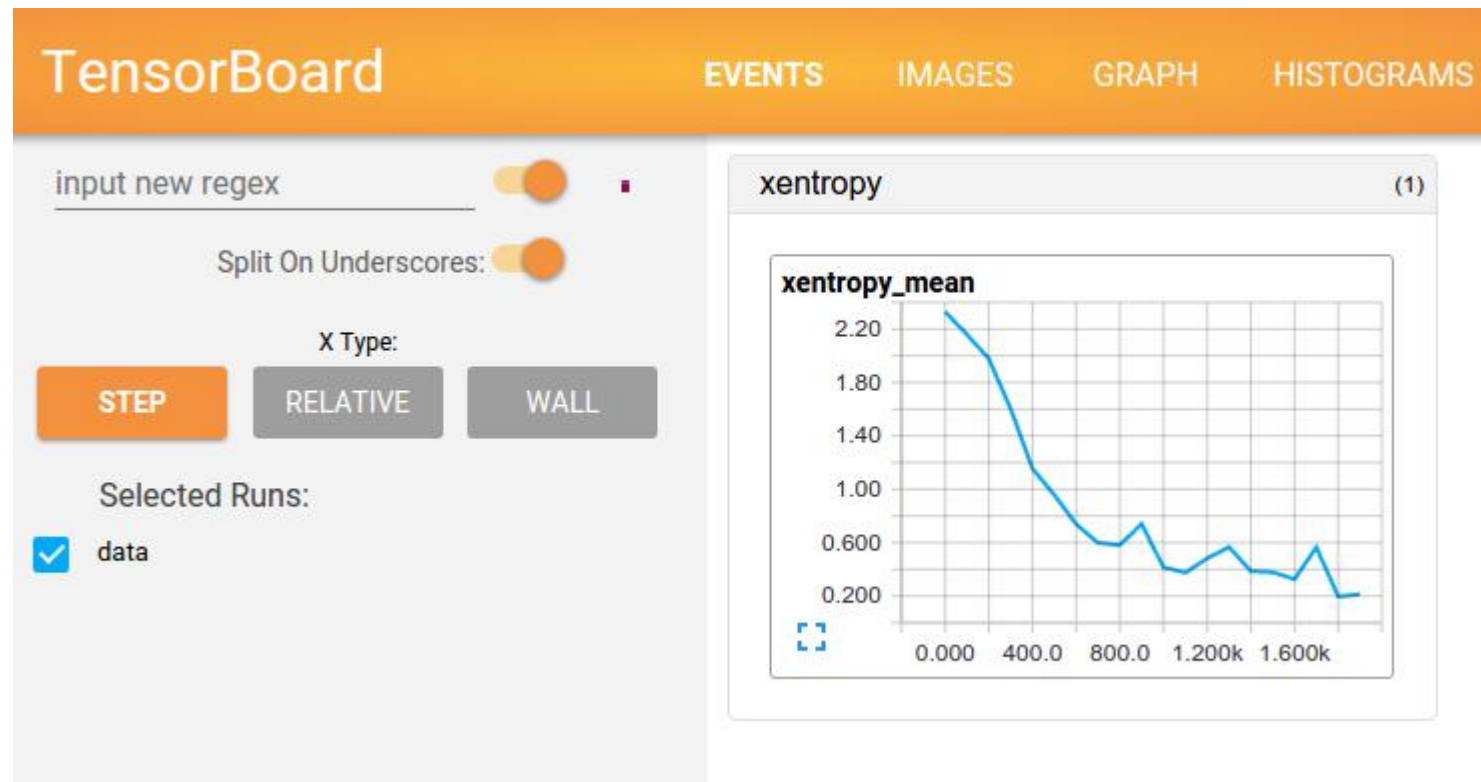 TensorBoard EVENTS IMAGES GRAPH HISTOGRAMS
input new regex
Split On Underscores:
X Type:
STEP RELATIVE WALL
Selected Runs:
data
xentropy (1)
xentropy_mean
2.20
1.80
1.40
1.00
0.600
0.200
0.000 400.0 800.0 1.200k 1.600k